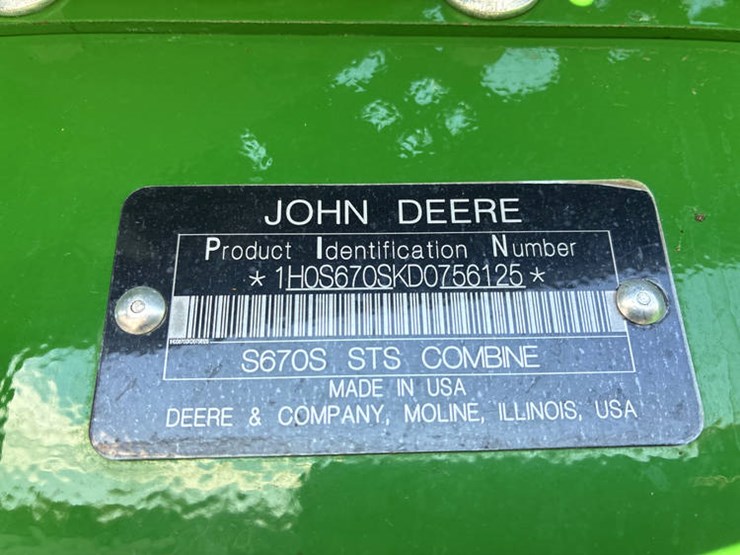 JOHN DEERE
Product Identification Number
* 1H0S670SKD0756125 *
S670S STS COMBINE
MADE IN USA
DEERE & COMPANY, MOLINE, ILLINOIS, USA